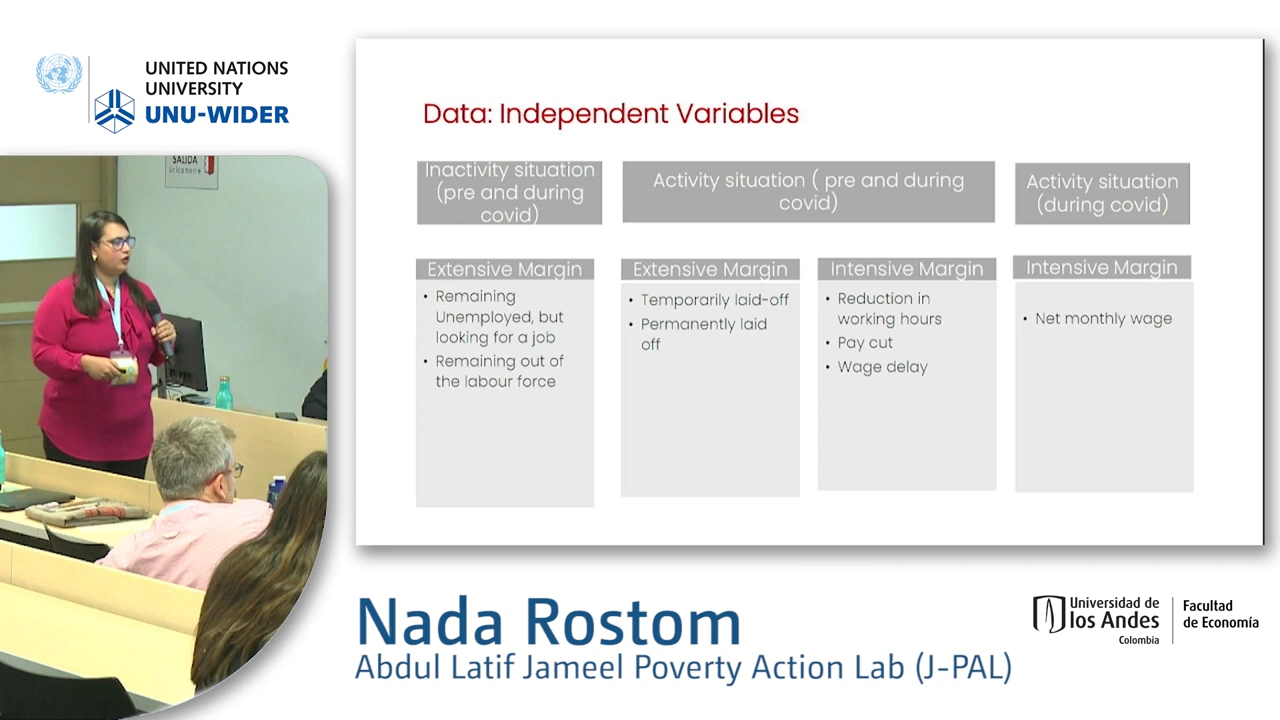 UNITED NATIONS
UNIVERSITY
UNU-WIDER
SALIDA
únicamente
Data: Independent Variables
Inactivity situation
(pre and during
covid)
Activity situation ( pre and during
covid)
Activity situation
(during covid)
Extensive Margin
• Remaining
Unemployed, but
looking for a job
• Remaining out of
the labour force
Extensive Margin
• Temporarily laid-off
• Permanently laid
off
Intensive Margin
• Reduction in
working hours
• Pay cut
• Wage delay
Intensive Margin
• Net monthly wage
Nada Rostom
Abdul Latif Jameel Poverty Action Lab (J-PAL)
Universidad de
los Andes
Colombia
Facultad
de Economía